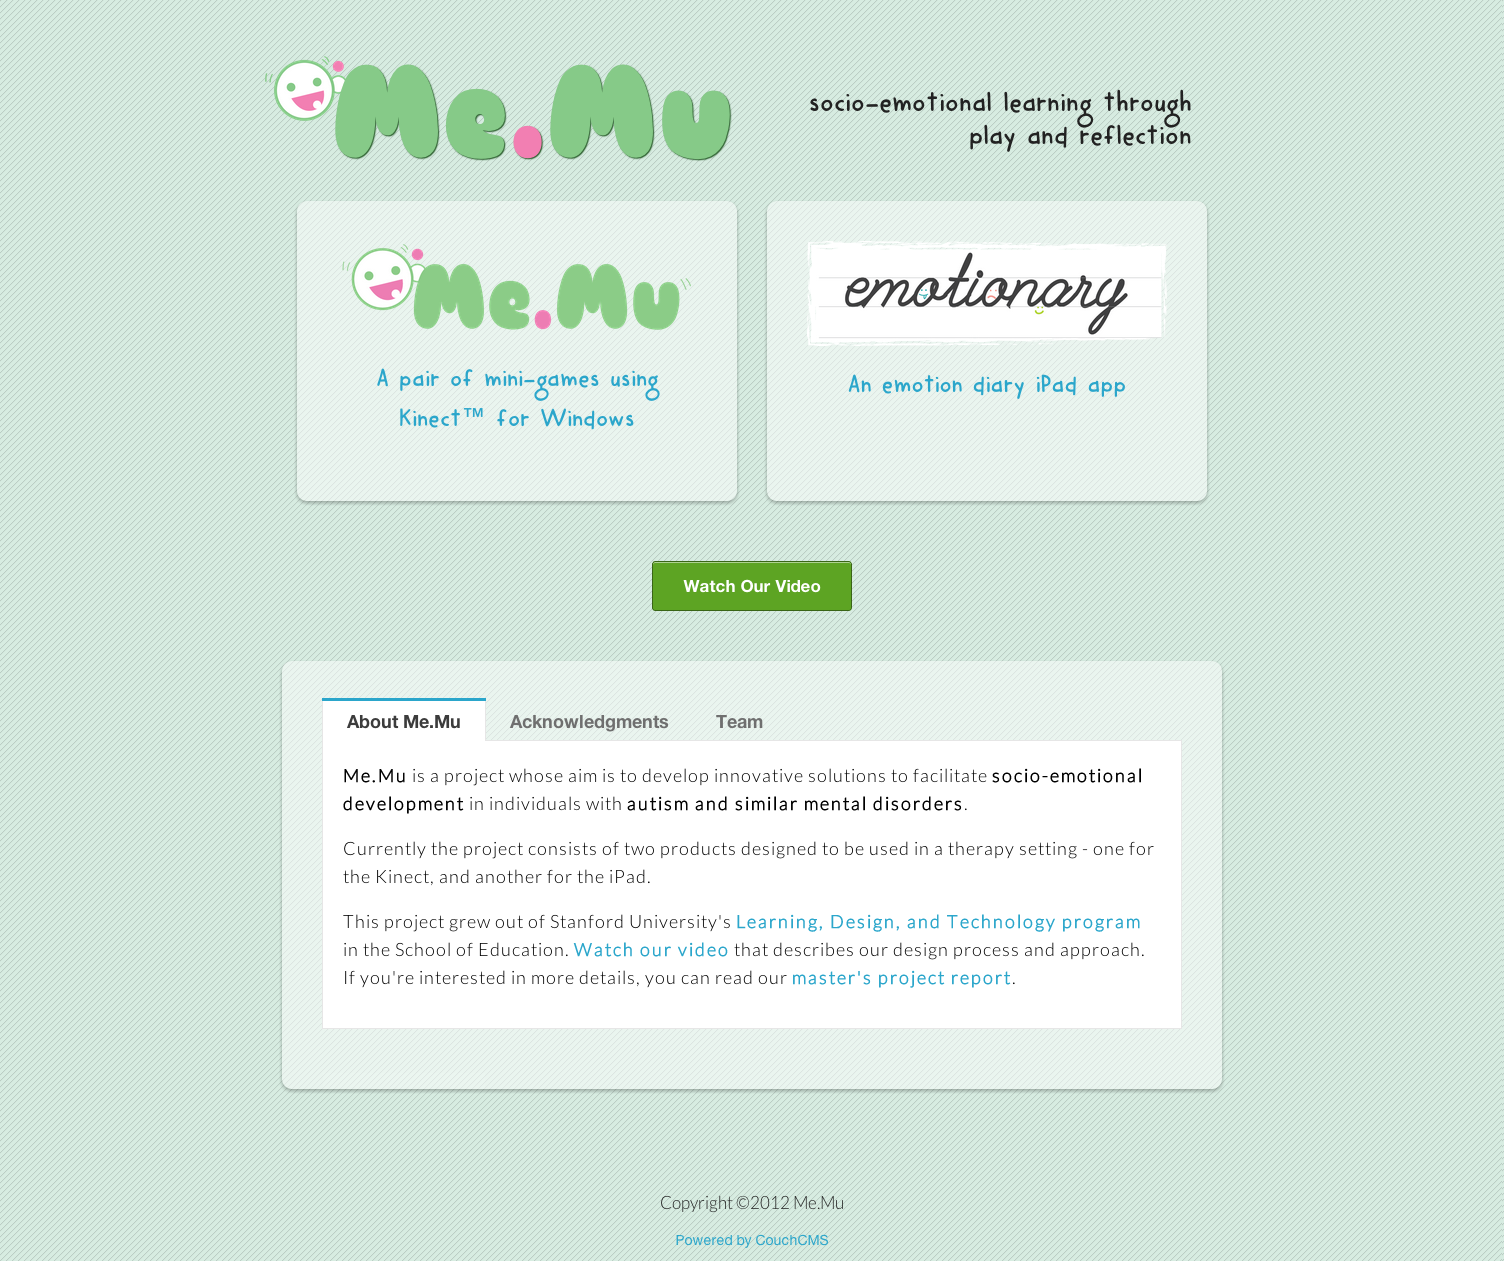 Me.Mu
socio-emotional learning through
play and reflection
Me.Mu
A pair of mini-games using
Kinect™ for Windows
emotionary
An emotion diary iPad app
Watch Our Video
About Me.Mu
Acknowledgments
Team
Me.Mu is a project whose aim is to develop innovative solutions to facilitate socio-emotional
development in individuals with autism and similar mental disorders.
Currently the project consists of two products designed to be used in a therapy setting - one for
the Kinect, and another for the iPad.
This project grew out of Stanford University's Learning, Design, and Technology program
in the School of Education. Watch our video that describes our design process and approach.
If you're interested in more details, you can read our master's project report.
Copyright ©2012 Me.Mu
Powered by CouchCMS